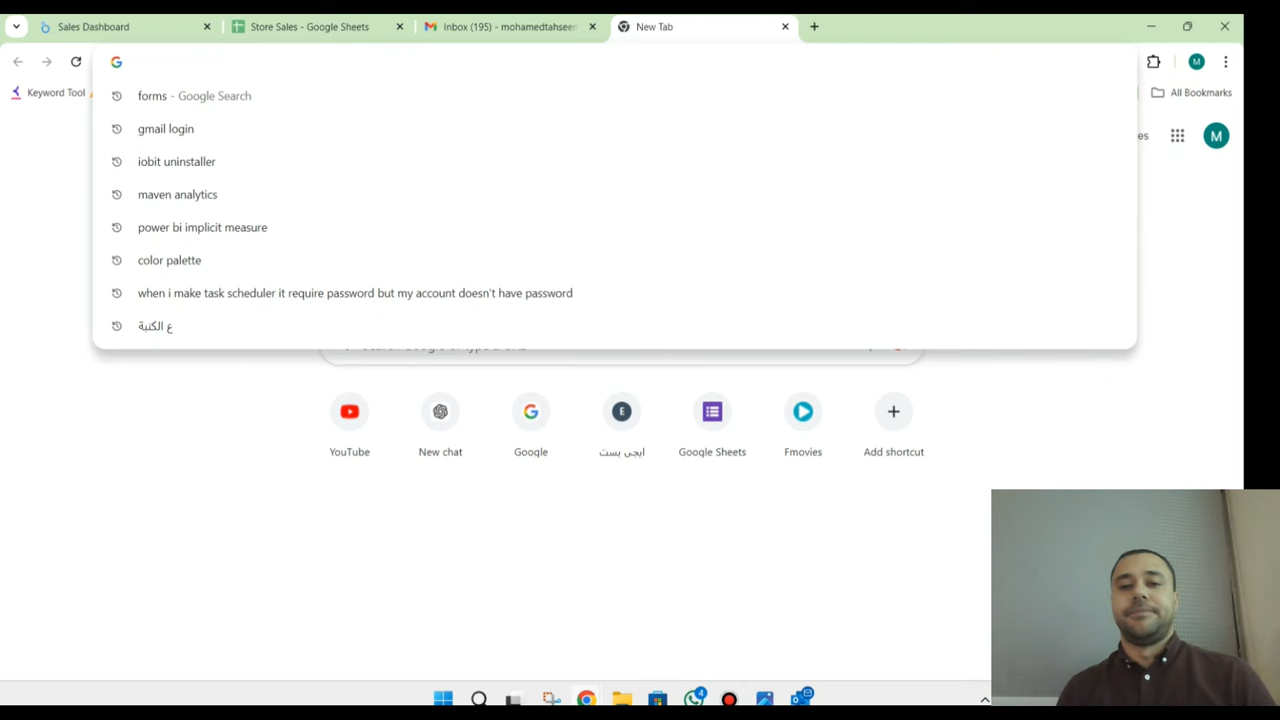 Sales Dashboard
Store Sales - Google Sheets
Inbox (195) - mohamedtahseen
New Tab
Keyword Tool
All Bookmarks
forms - Google Search
es
M
gmail login
iobit uninstaller
maven analytics
power bi implicit measure
color palette
when i make task scheduler it require password but my account doesn't have password
ع الكنبة
YouTube
New chat
Google
ايجى بست
Google Sheets
Fmovies
Add shortcut